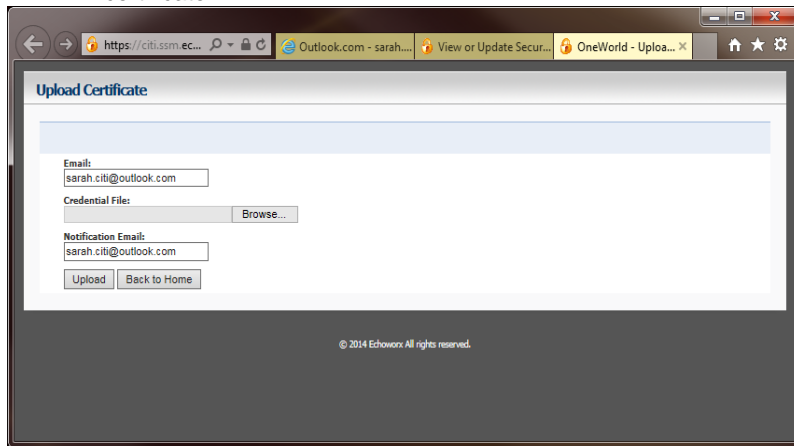 https://citi.ssm.ec... Outlook.com - sarah.... View or Update Secur... OneWorld - Uploa...
Upload Certificate
Email:
sarah.citi@outlook.com
Credential File:
Browse...
Notification Email:
sarah.citi@outlook.com
Upload Back to Home
© 2014 Echoworx All rights reserved.